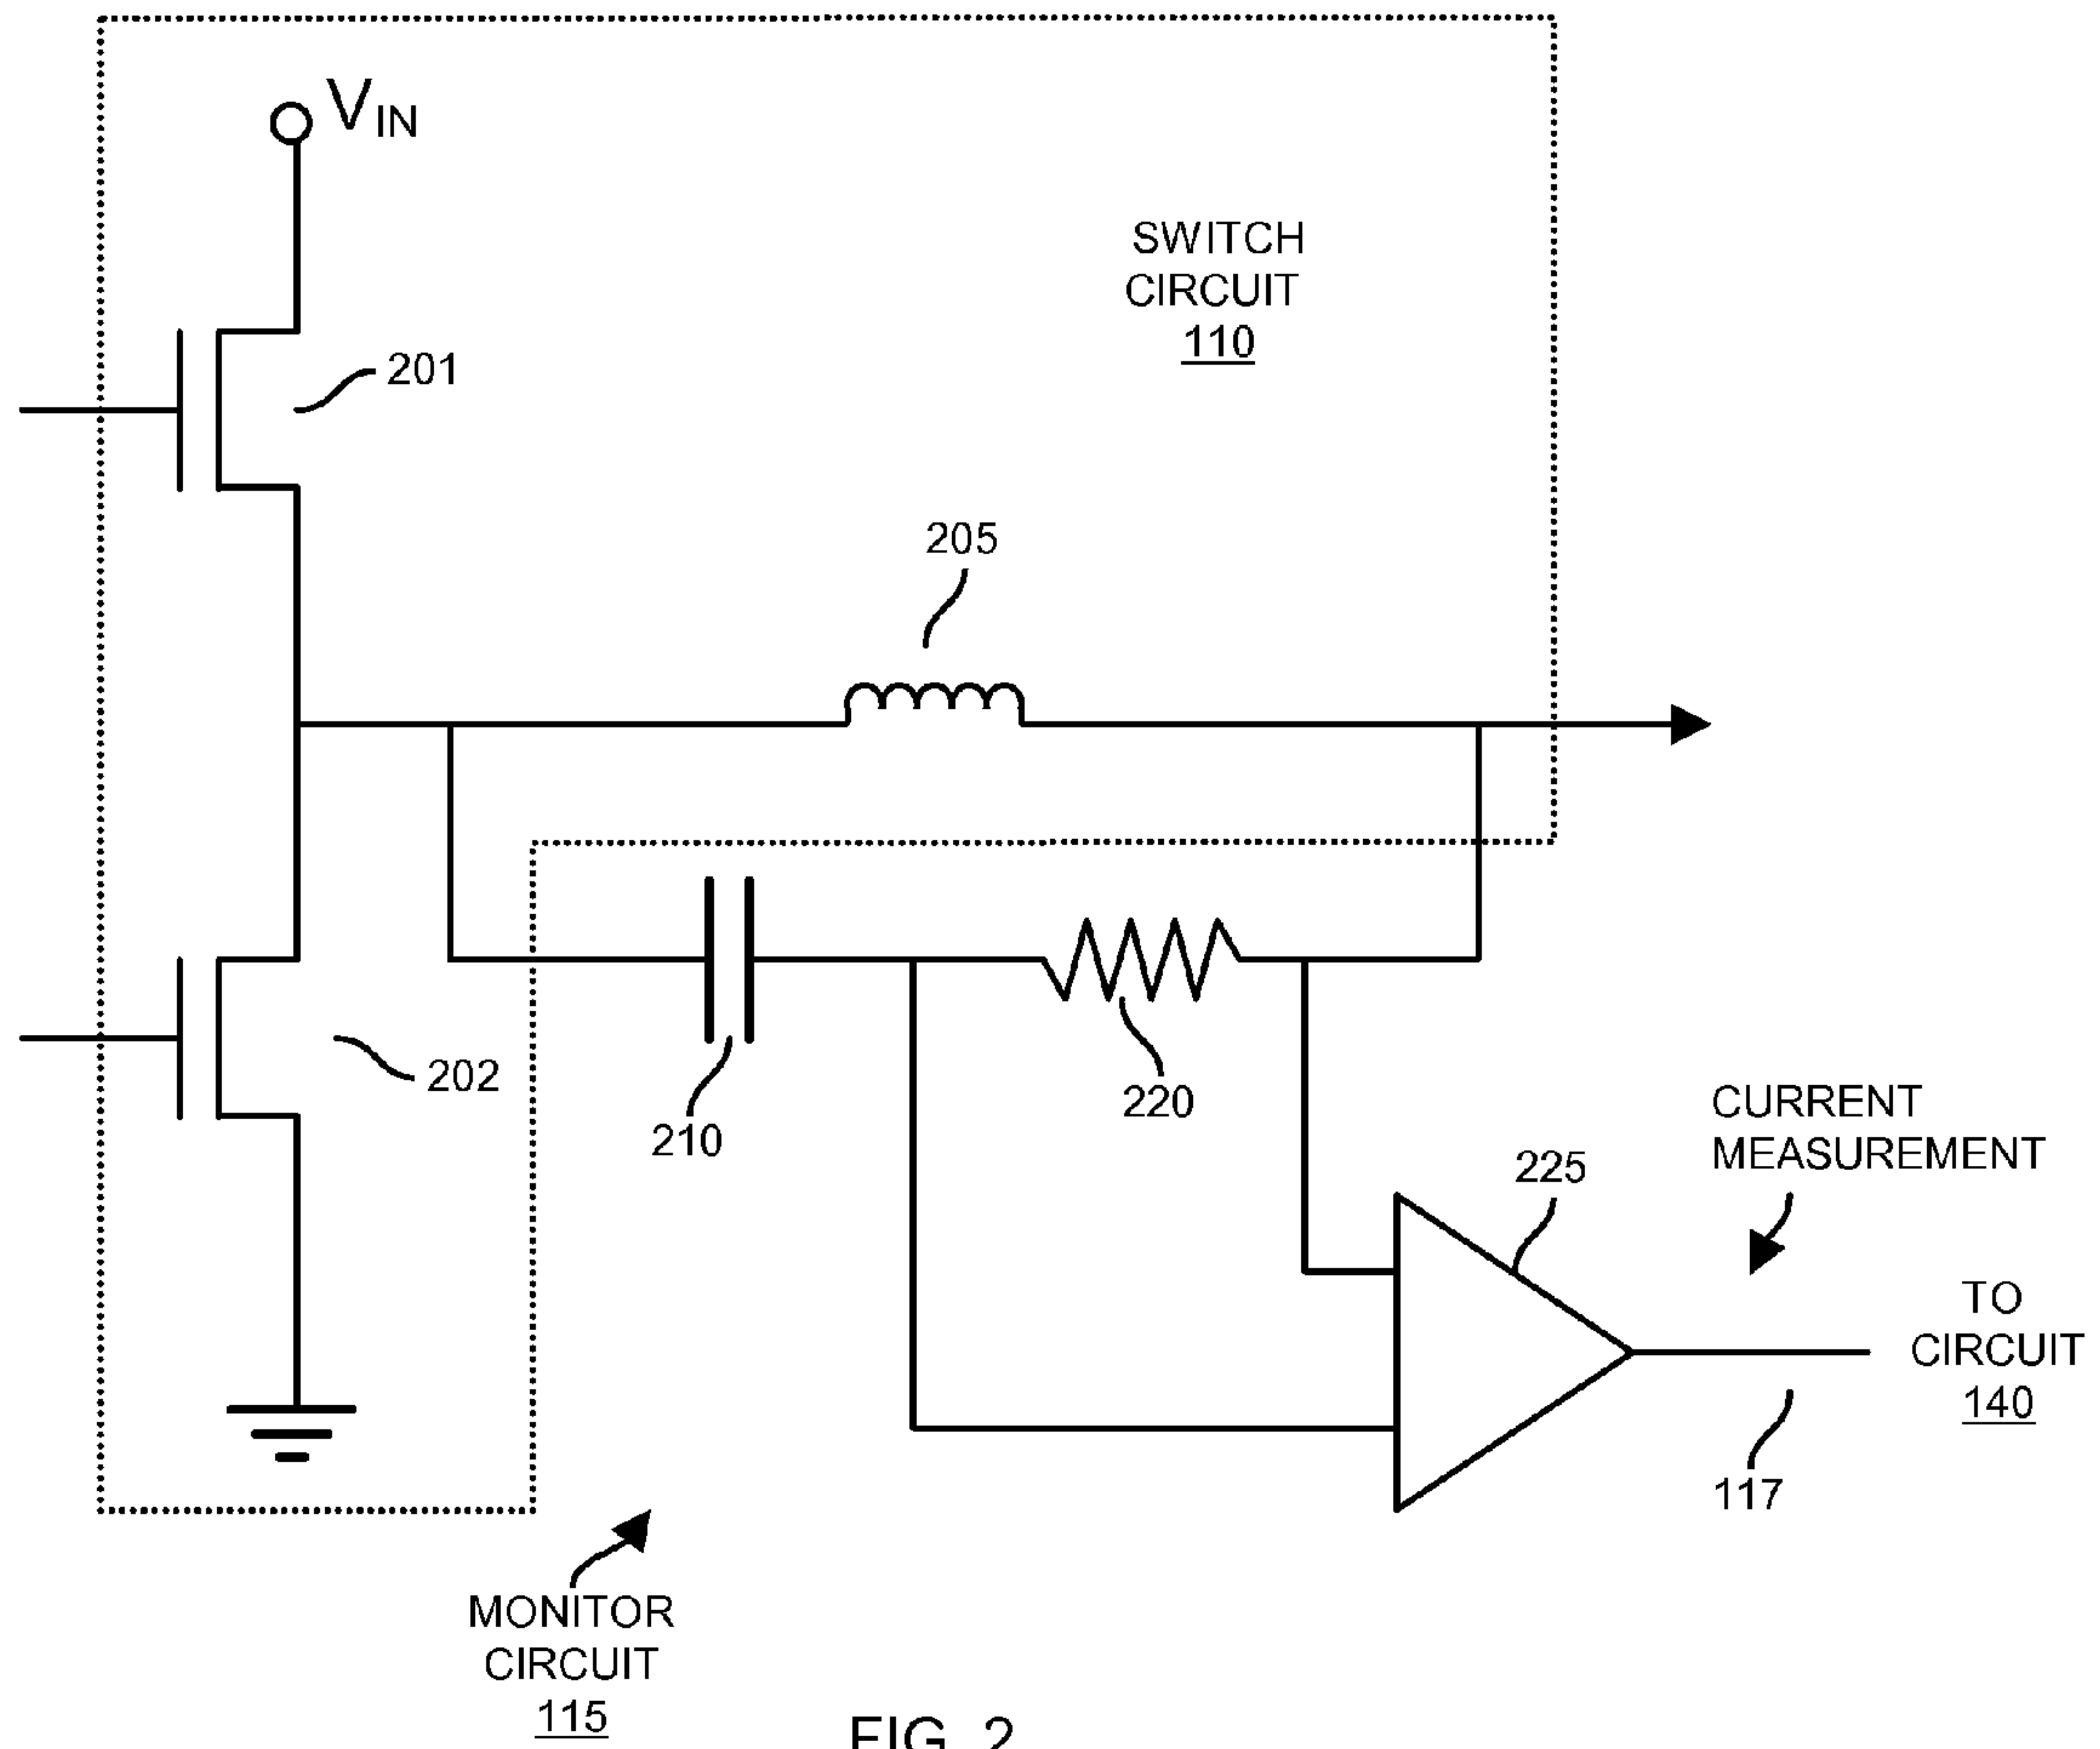 VIN
SWITCH
CIRCUIT
110
201
205
202
210
220
225
CURRENT
MEASUREMENT
TO
CIRCUIT
140
117
MONITOR
CIRCUIT
115
FIG. 2